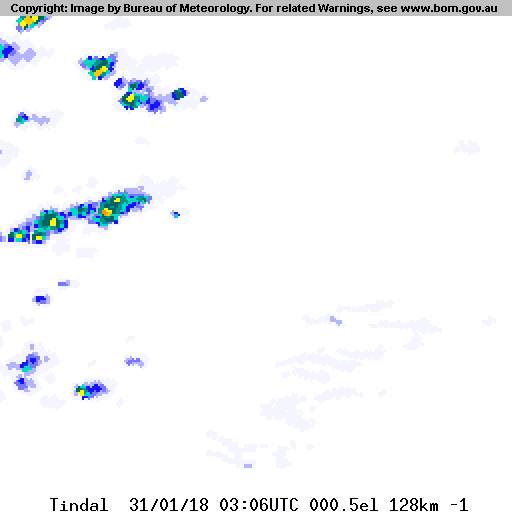 Copyright: Image by Bureau of Meteorology. For related Warnings, see www.bom.gov.au
Tindal 31/01/18 03:06UTC 000.5el 128km -1